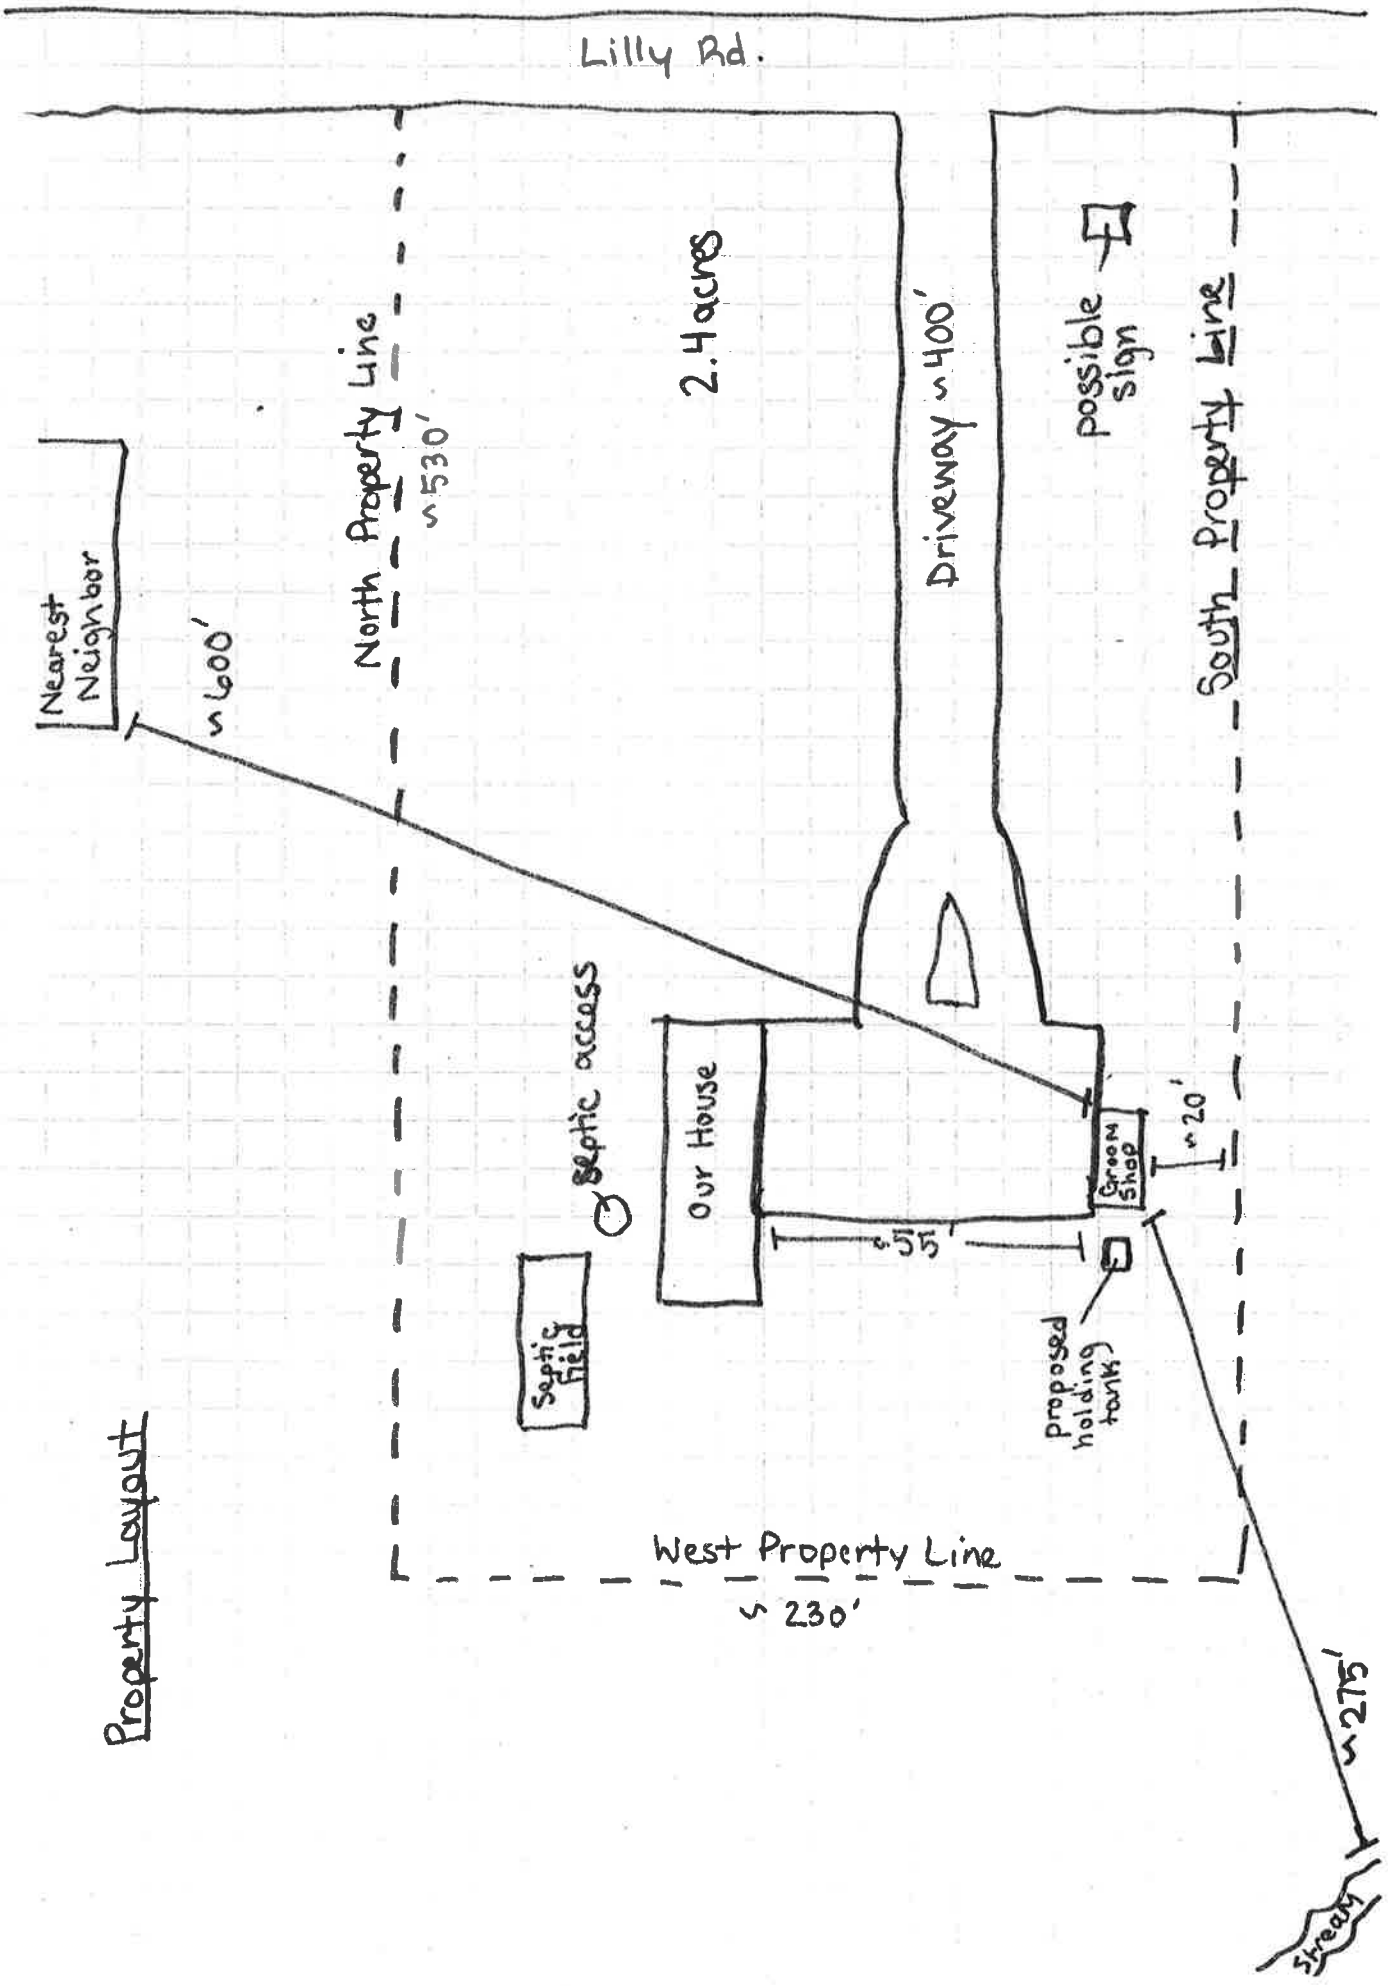 Property Layout
Lilly Rd.
Nearest
Neighbor
~600'
North Property Line
~530'
2.4 acres
Driveway ~400'
possible
sign
South Property Line
septic access
Septic
Field
Our House
~55'
Groom
Shop
~20'
proposed
holding
tank
West Property Line
~ 230'
~275'
Stream